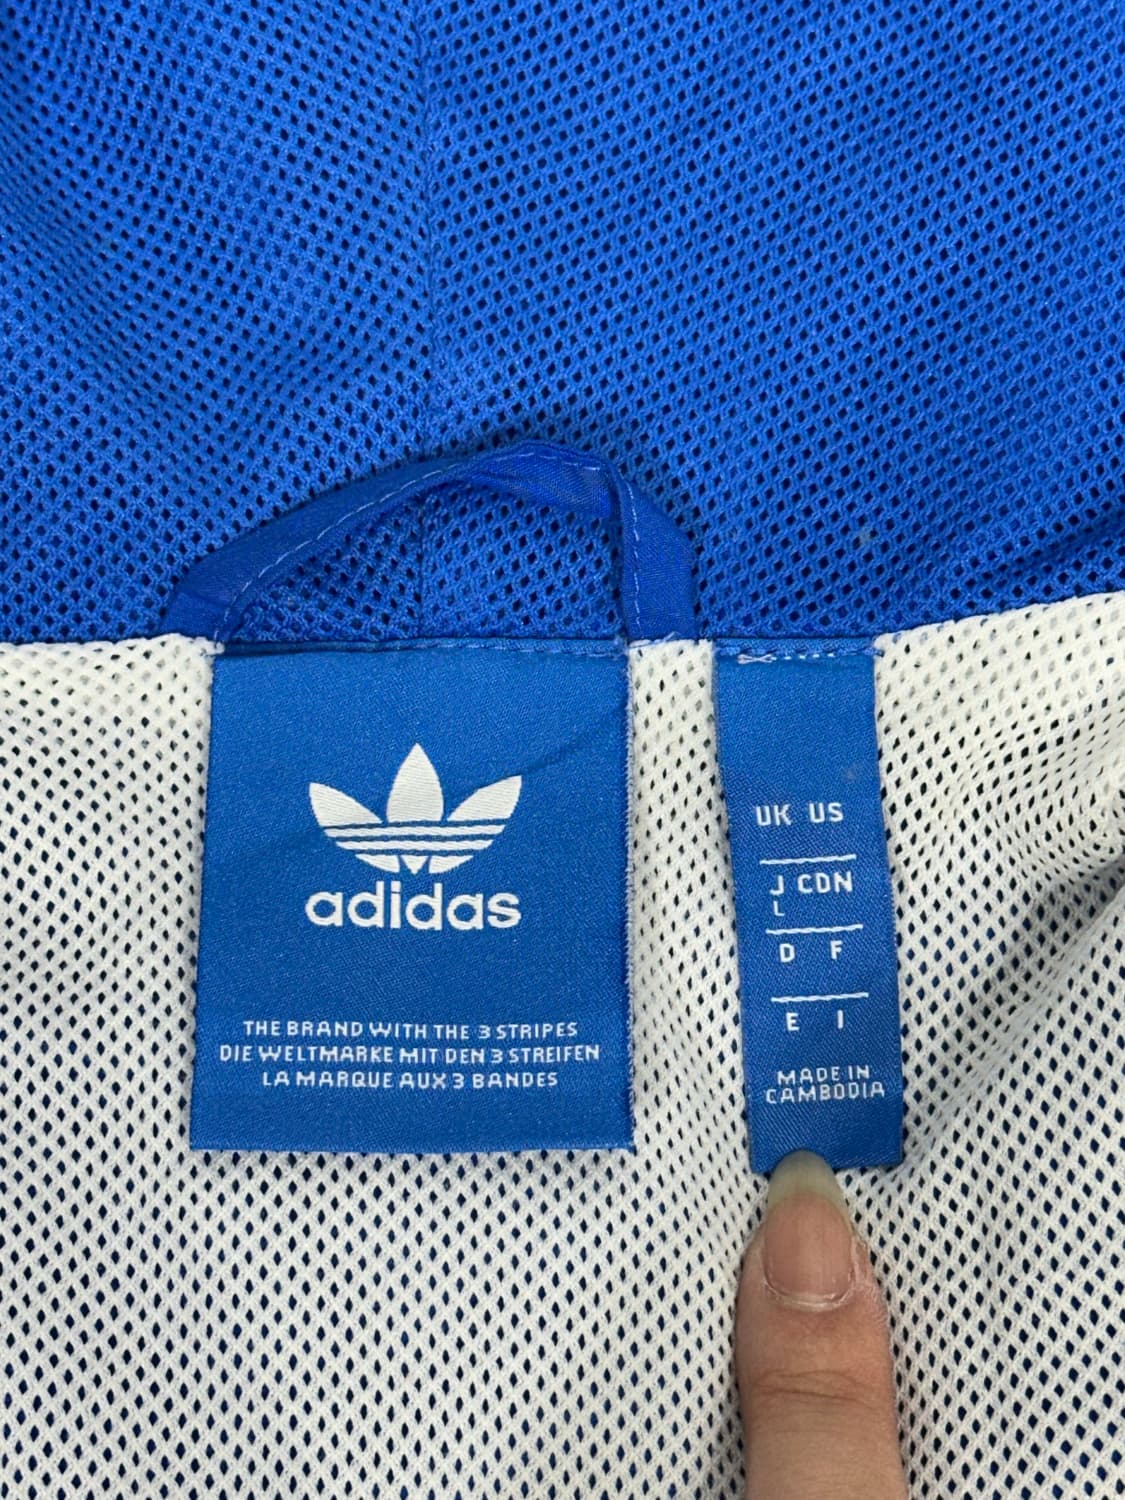 adidas
THE BRAND WITH THE 3 STRIPES
DIE WELTMARKE MIT DEN 3 STREIFEN
LA MARQUE AUX 3 BANDES
UK US
J CDN
L
D F
E I
MADE IN
CAMBODIA